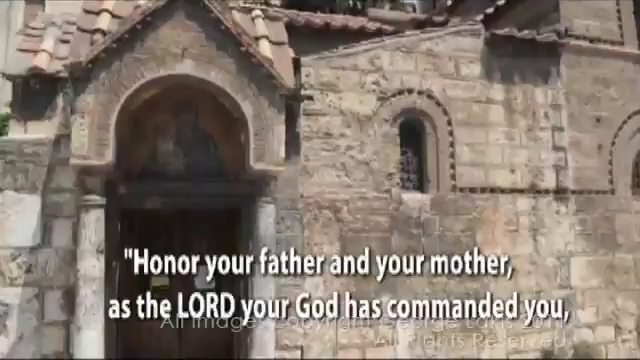 "Honor your father and your mother,
as the LORD your God has commanded you,
All Images Copyright George Lakis 2011
All Rights Reserved